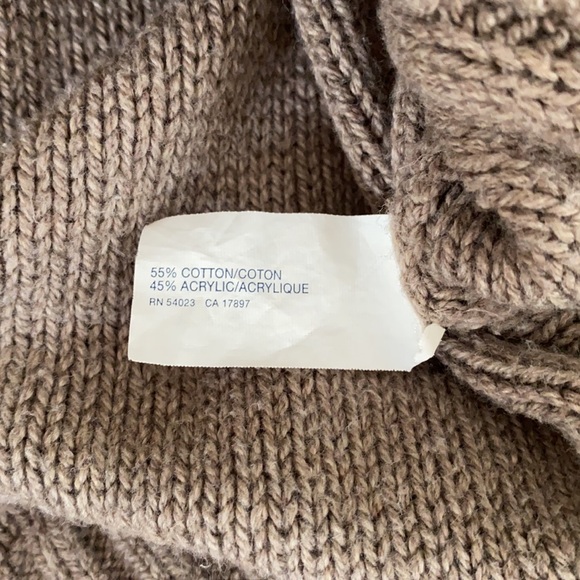 55% COTTON/COTON
45% ACRYLIC/ACRYLIQUE
RN 54023 CA 17897